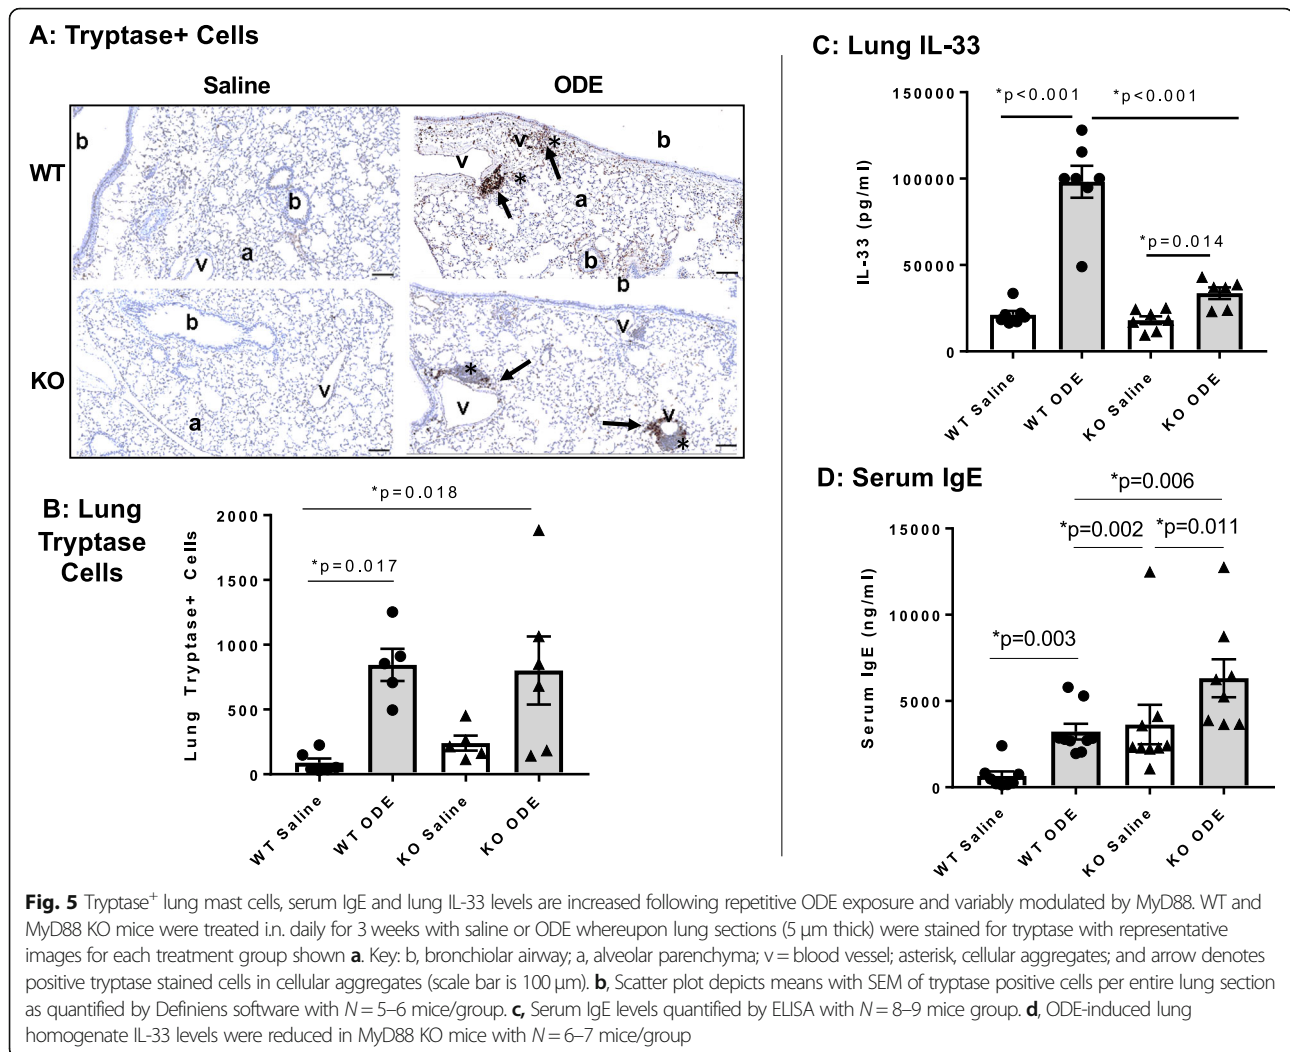 A: Tryptase+ Cells
Saline
ODE
WT
KO
b
b
a
v
v
v
*
*
b
a
b
b
b
v
a
b
v
*
v
v
*
B: Lung
Tryptase
Cells
Lung Tryptase+ Cells
2000
1500
1000
500
0
*p=0.018
*p=0.017
WT Saline
WT ODE
KO Saline
KO ODE
C: Lung IL-33
IL-33 (pg/ml)
150000
100000
50000
0
*p<0.001
*p<0.001
*p=0.014
WT Saline
WT ODE
KO Saline
KO ODE
D: Serum IgE
Serum IgE (ng/ml)
15000
10000
5000
0
*p=0.006
*p=0.002
*p=0.011
*p=0.003
WT Saline
WT ODE
KO Saline
KO ODE
Fig. 5 Tryptase⁺ lung mast cells, serum IgE and lung IL-33 levels are increased following repetitive ODE exposure and variably modulated by MyD88. WT and
MyD88 KO mice were treated i.n. daily for 3 weeks with saline or ODE whereupon lung sections (5 μm thick) were stained for tryptase with representative
images for each treatment group shown a. Key: b, bronchiolar airway; a, alveolar parenchyma; v = blood vessel; asterisk, cellular aggregates; and arrow denotes
positive tryptase stained cells in cellular aggregates (scale bar is 100 μm). b, Scatter plot depicts means with SEM of tryptase positive cells per entire lung section
as quantified by Definiens software with N = 5–6 mice/group. c, Serum IgE levels quantified by ELISA with N = 8–9 mice group. d, ODE-induced lung
homogenate IL-33 levels were reduced in MyD88 KO mice with N = 6–7 mice/group